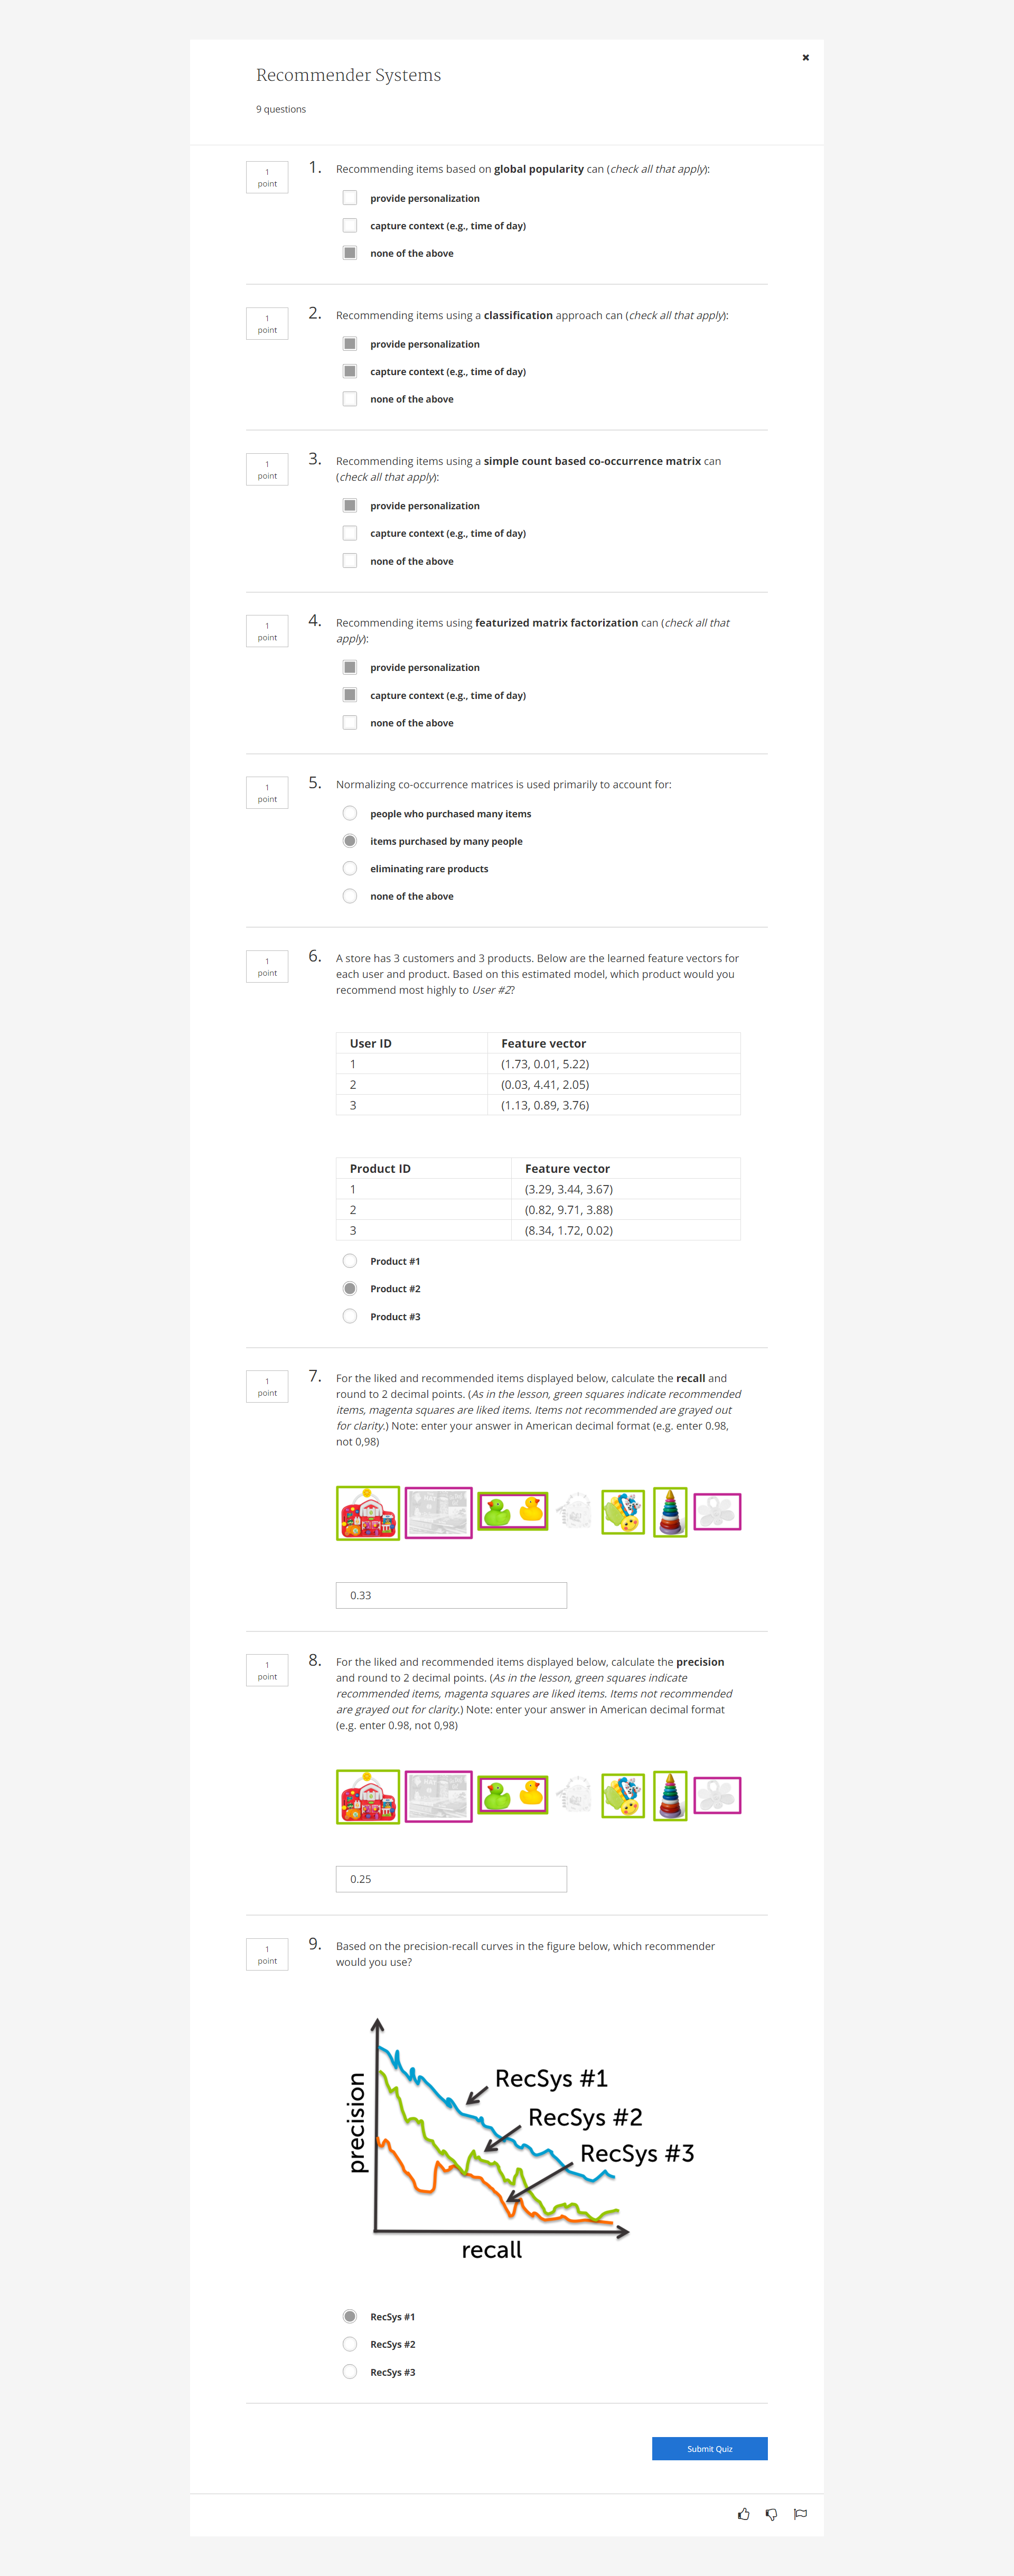 Recommender Systems
9 questions
1
point
1. Recommending items based on global popularity can (check all that apply):
provide personalization
capture context (e.g., time of day)
none of the above
1
point
2. Recommending items using a classification approach can (check all that apply):
provide personalization
capture context (e.g., time of day)
none of the above
1
point
3. Recommending items using a simple count based co-occurrence matrix can
(check all that apply):
provide personalization
capture context (e.g., time of day)
none of the above
1
point
4. Recommending items using featurized matrix factorization can (check all that
apply):
provide personalization
capture context (e.g., time of day)
none of the above
1
point
5. Normalizing co-occurrence matrices is used primarily to account for:
people who purchased many items
items purchased by many people
eliminating rare products
none of the above
1
point
6. A store has 3 customers and 3 products. Below are the learned feature vectors for
each user and product. Based on this estimated model, which product would you
recommend most highly to User #2?
User ID Feature vector
1 (1.73, 0.01, 5.22)
2 (0.03, 4.41, 2.05)
3 (1.13, 0.89, 3.76)
Product ID Feature vector
1 (3.29, 3.44, 3.67)
2 (0.82, 9.71, 3.88)
3 (8.34, 1.72, 0.02)
Product #1
Product #2
Product #3
1
point
7. For the liked and recommended items displayed below, calculate the recall and
round to 2 decimal points. (As in the lesson, green squares indicate recommended
items, magenta squares are liked items. Items not recommended are grayed out
for clarity.) Note: enter your answer in American decimal format (e.g. enter 0.98,
not 0,98)
0.33
1
point
8. For the liked and recommended items displayed below, calculate the precision
and round to 2 decimal points. (As in the lesson, green squares indicate
recommended items, magenta squares are liked items. Items not recommended
are grayed out for clarity.) Note: enter your answer in American decimal format
(e.g. enter 0.98, not 0,98)
0.25
1
point
9. Based on the precision-recall curves in the figure below, which recommender
would you use?
precision
RecSys #1
RecSys #2
RecSys #3
recall
RecSys #1
RecSys #2
RecSys #3
Submit Quiz